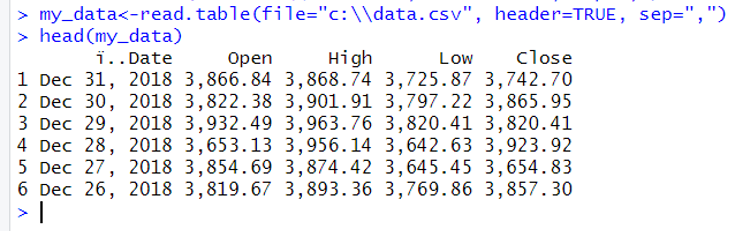 > my_data<-read.table(file="c:\\data.csv", header=TRUE, sep=",")
> head(my_data)
ï..Date Open High Low Close
1 Dec 31, 2018 3,866.84 3,868.74 3,725.87 3,742.70
2 Dec 30, 2018 3,822.38 3,901.91 3,797.22 3,865.95
3 Dec 29, 2018 3,932.49 3,963.76 3,820.41 3,820.41
4 Dec 28, 2018 3,653.13 3,956.14 3,642.63 3,923.92
5 Dec 27, 2018 3,854.69 3,874.42 3,645.45 3,654.83
6 Dec 26, 2018 3,819.67 3,893.36 3,769.86 3,857.30
>